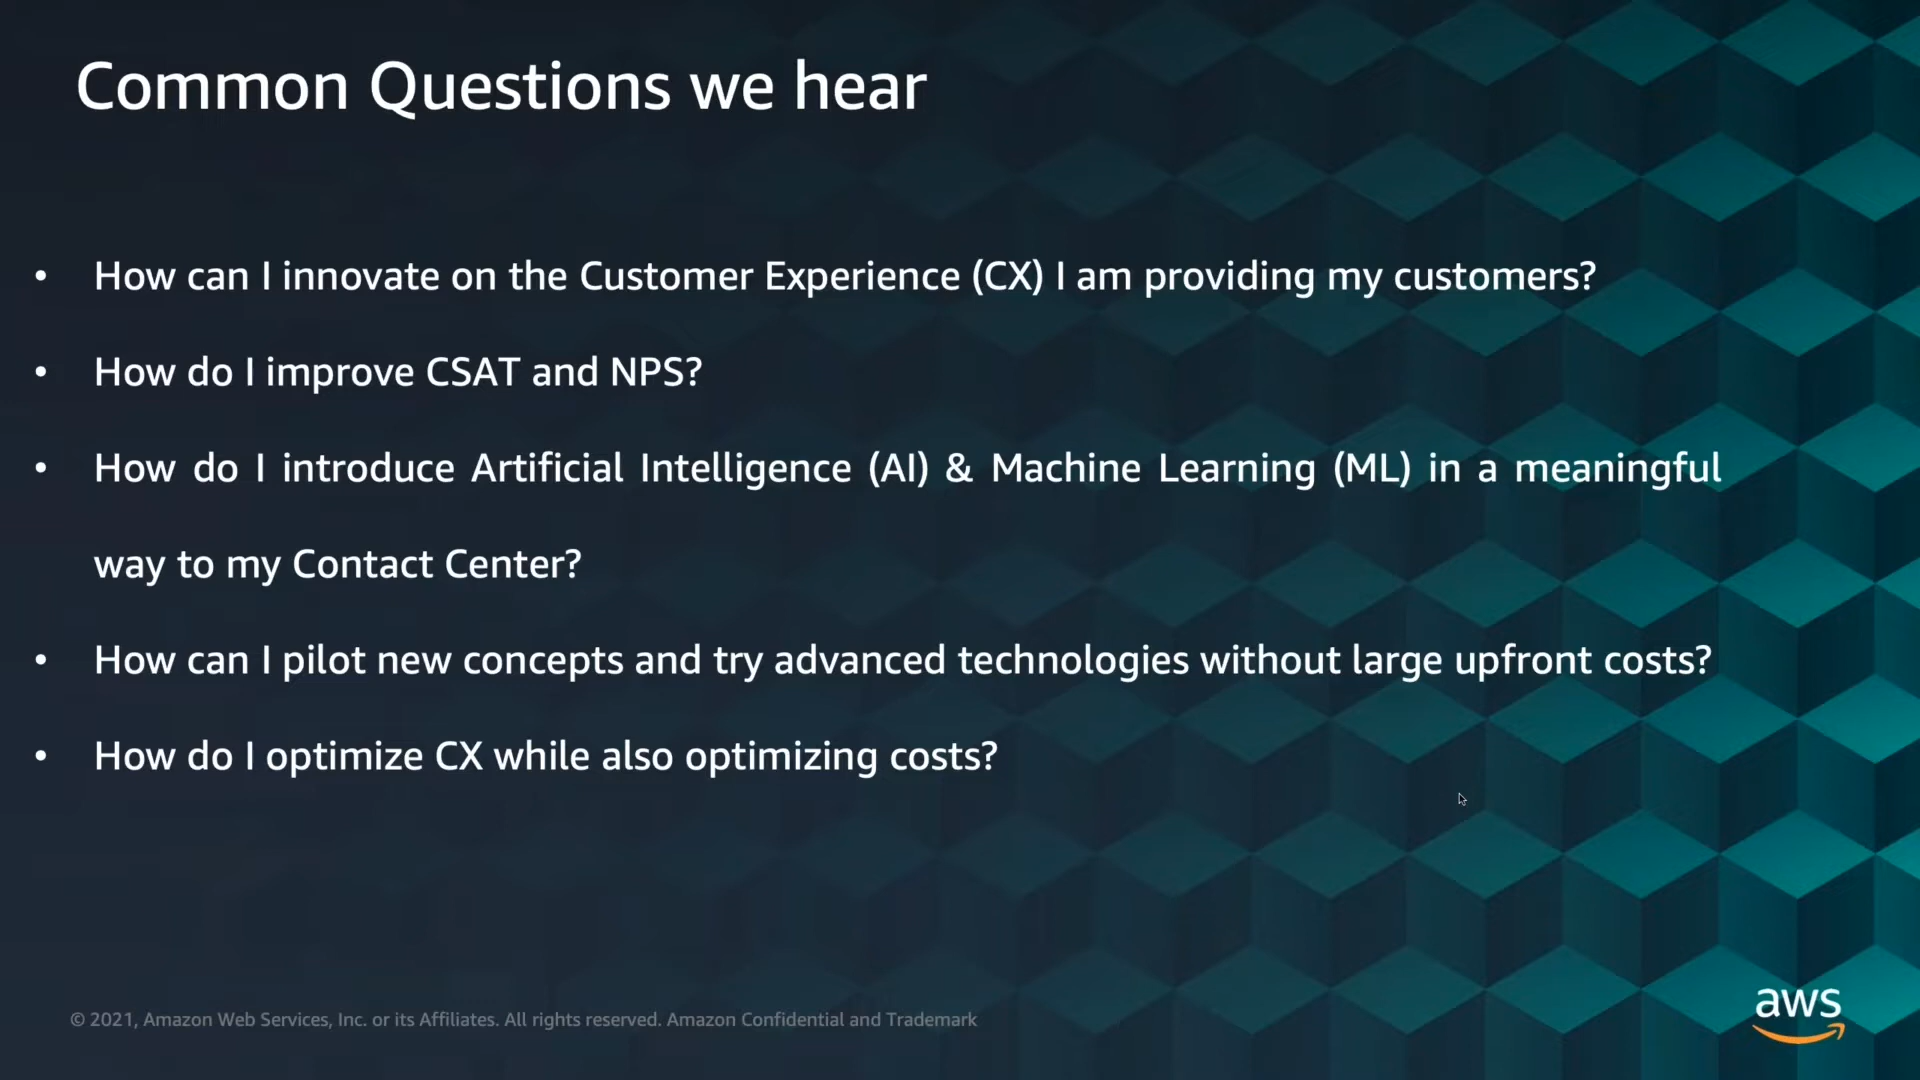 Common Questions we hear
• How can I innovate on the Customer Experience (CX) I am providing my customers?
• How do I improve CSAT and NPS?
• How do I introduce Artificial Intelligence (AI) & Machine Learning (ML) in a meaningful
way to my Contact Center?
• How can I pilot new concepts and try advanced technologies without large upfront costs?
• How do I optimize CX while also optimizing costs?
© 2021, Amazon Web Services, Inc. or its Affiliates. All rights reserved. Amazon Confidential and Trademark
aws